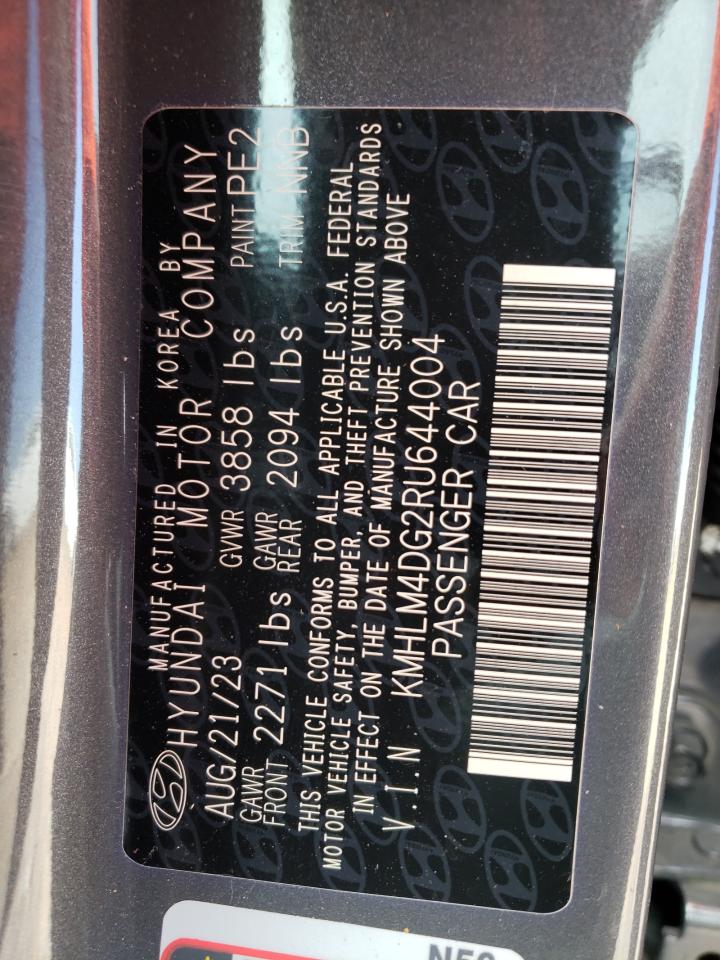 MANUFACTURED IN KOREA BY
HYUNDAI MOTOR COMPANY
AUG/21/23 GVWR 3858 lbs PAINT PE2
GAWR FRONT 2271 lbs GAWR REAR 2094 lbs TRIM NNB
THIS VEHICLE CONFORMS TO ALL APPLICABLE U.S.A. FEDERAL
MOTOR VEHICLE SAFETY, BUMPER, AND THEFT PREVENTION STANDARDS
IN EFFECT ON THE DATE OF MANUFACTURE SHOWN ABOVE
V.I.N KMHLM4DG2RU644004
PASSENGER CAR